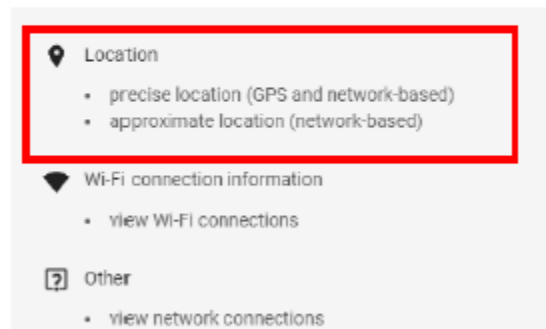 Location
• precise location (GPS and network-based)
• approximate location (network-based)
Wi-Fi connection information
• view Wi-Fi connections
Other
• view network connections